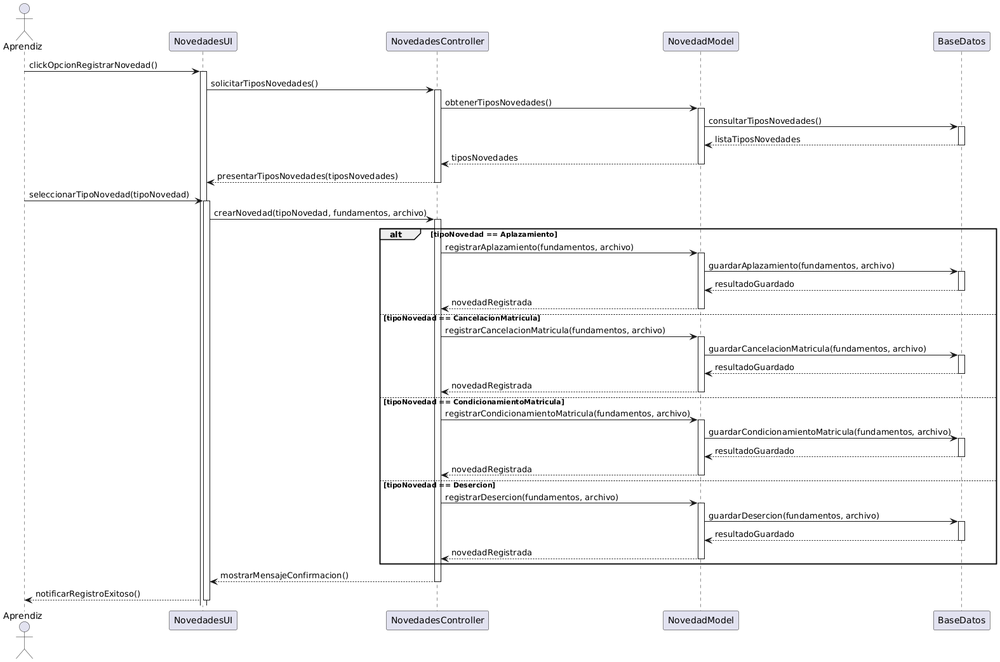 Aprendiz
NovedadesUI
NovedadesController
NovedadModel
BaseDatos
clickOpcionRegistrarNovedad()
solicitarTiposNovedades()
obtenerTiposNovedades()
consultarTiposNovedades()
listaTiposNovedades
tiposNovedades
presentarTiposNovedades(tiposNovedades)
seleccionarTipoNovedad(tipoNovedad)
crearNovedad(tipoNovedad, fundamentos, archivo)
alt
[tipoNovedad == Aplazamiento]
registrarAplazamiento(fundamentos, archivo)
guardarAplazamiento(fundamentos, archivo)
resultadoGuardado
novedadRegistrada
[tipoNovedad == CancelacionMatricula]
registrarCancelacionMatricula(fundamentos, archivo)
guardarCancelacionMatricula(fundamentos, archivo)
resultadoGuardado
novedadRegistrada
[tipoNovedad == CondicionamientoMatricula]
registrarCondicionamientoMatricula(fundamentos, archivo)
guardarCondicionamientoMatricula(fundamentos, archivo)
resultadoGuardado
novedadRegistrada
[tipoNovedad == Desercion]
registrarDesercion(fundamentos, archivo)
guardarDesercion(fundamentos, archivo)
resultadoGuardado
novedadRegistrada
mostrarMensajeConfirmacion()
notificarRegistroExitoso()
Aprendiz
NovedadesUI
NovedadesController
NovedadModel
BaseDatos